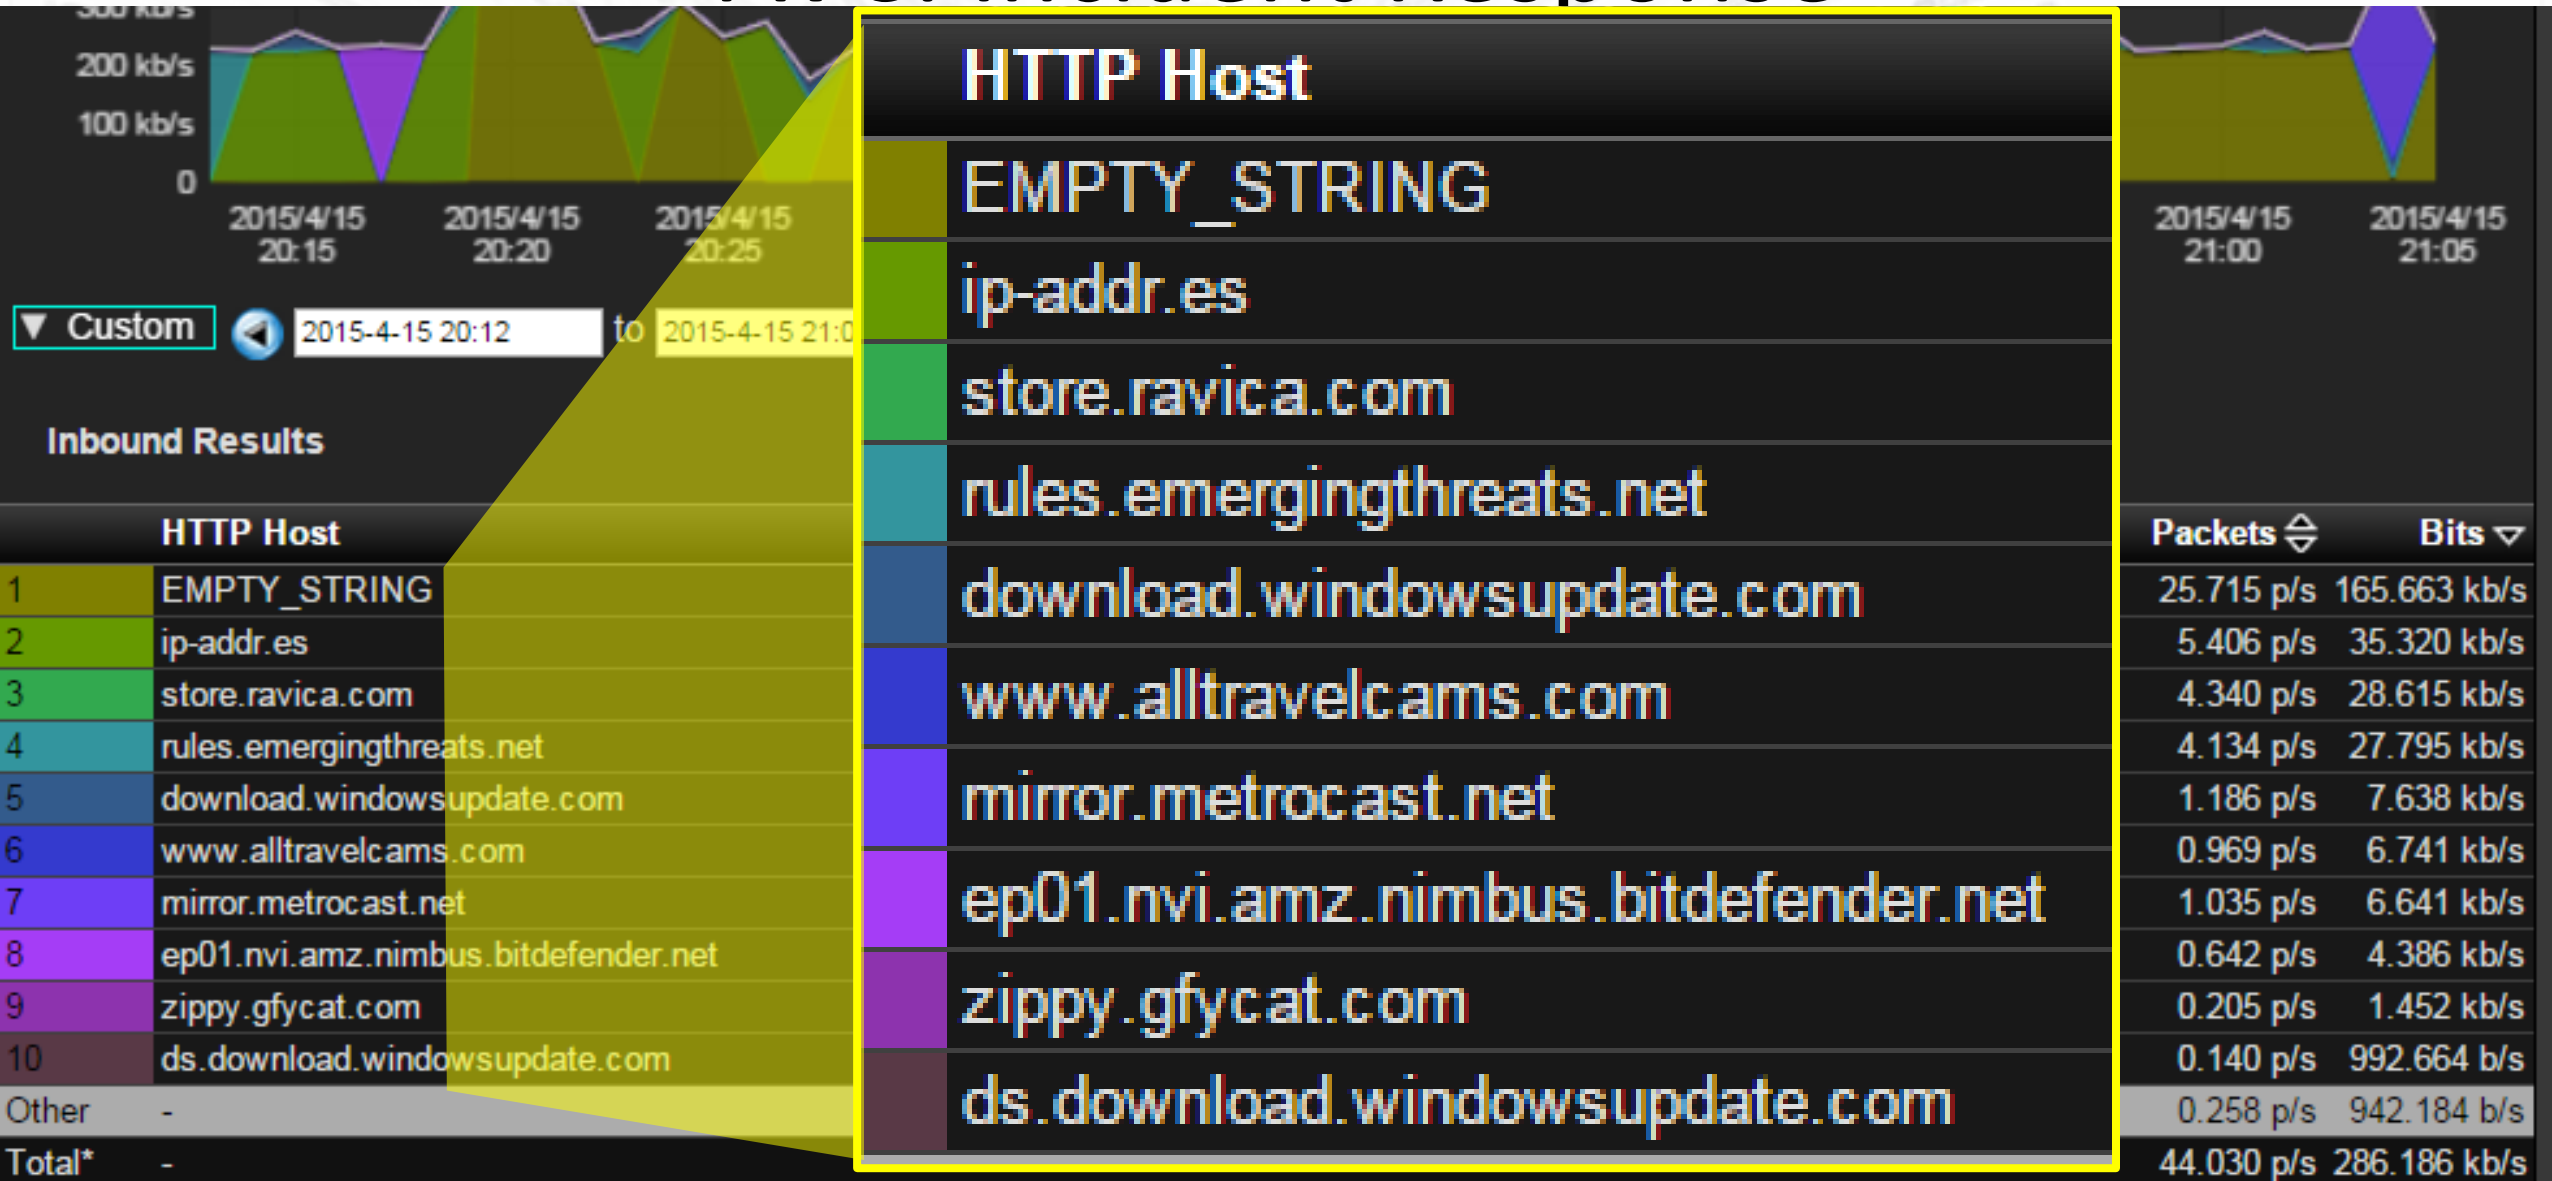 200 kb/s
100 kb/s
0
2015/4/15 2015/4/15 2015/4/15 2015/4/15 2015/4/15
20:15 20:20 20:25 21:00 21:05
▼ Custom 2015-4-15 20:12 to 2015-4-15 21:0
Inbound Results
HTTP Host Packets Bits
1 EMPTY_STRING 25.715 p/s 165.663 kb/s
2 ip-addr.es 5.406 p/s 35.320 kb/s
3 store.ravica.com 4.340 p/s 28.615 kb/s
4 rules.emergingthreats.net 4.134 p/s 27.795 kb/s
5 download.windowsupdate.com 1.186 p/s 7.638 kb/s
6 www.alltravelcams.com 0.969 p/s 6.741 kb/s
7 mirror.metrocast.net 1.035 p/s 6.641 kb/s
8 ep01.nvi.amz.nimbus.bitdefender.net 0.642 p/s 4.386 kb/s
9 zippy.gfycat.com 0.205 p/s 1.452 kb/s
10 ds.download.windowsupdate.com 0.140 p/s 992.664 b/s
Other - 0.258 p/s 942.184 b/s
Total* - 44.030 p/s 286.186 kb/s
HTTP Host
EMPTY_STRING
ip-addr.es
store.ravica.com
rules.emergingthreats.net
download.windowsupdate.com
www.alltravelcams.com
mirror.metrocast.net
ep01.nvi.amz.nimbus.bitdefender.net
zippy.gfycat.com
ds.download.windowsupdate.com